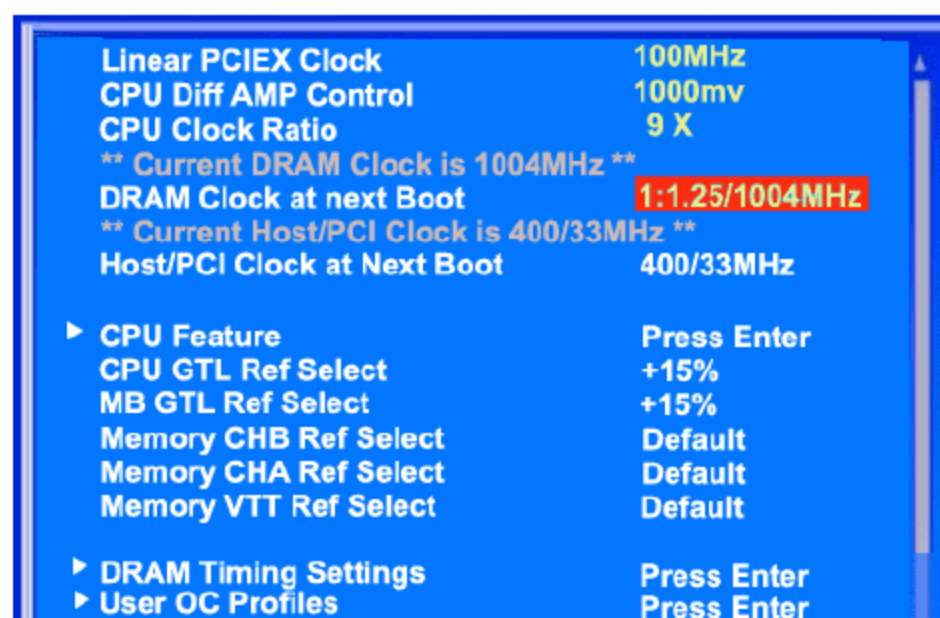 Linear PCIEX Clock 100MHz
CPU Diff AMP Control 1000mv
CPU Clock Ratio 9 X
** Current DRAM Clock is 1004MHz **
DRAM Clock at next Boot 1:1.25/1004MHz
** Current Host/PCI Clock is 400/33MHz **
Host/PCI Clock at Next Boot 400/33MHz
CPU Feature Press Enter
CPU GTL Ref Select +15%
MB GTL Ref Select +15%
Memory CHB Ref Select Default
Memory CHA Ref Select Default
Memory VTT Ref Select Default
DRAM Timing Settings Press Enter
User OC Profiles Press Enter